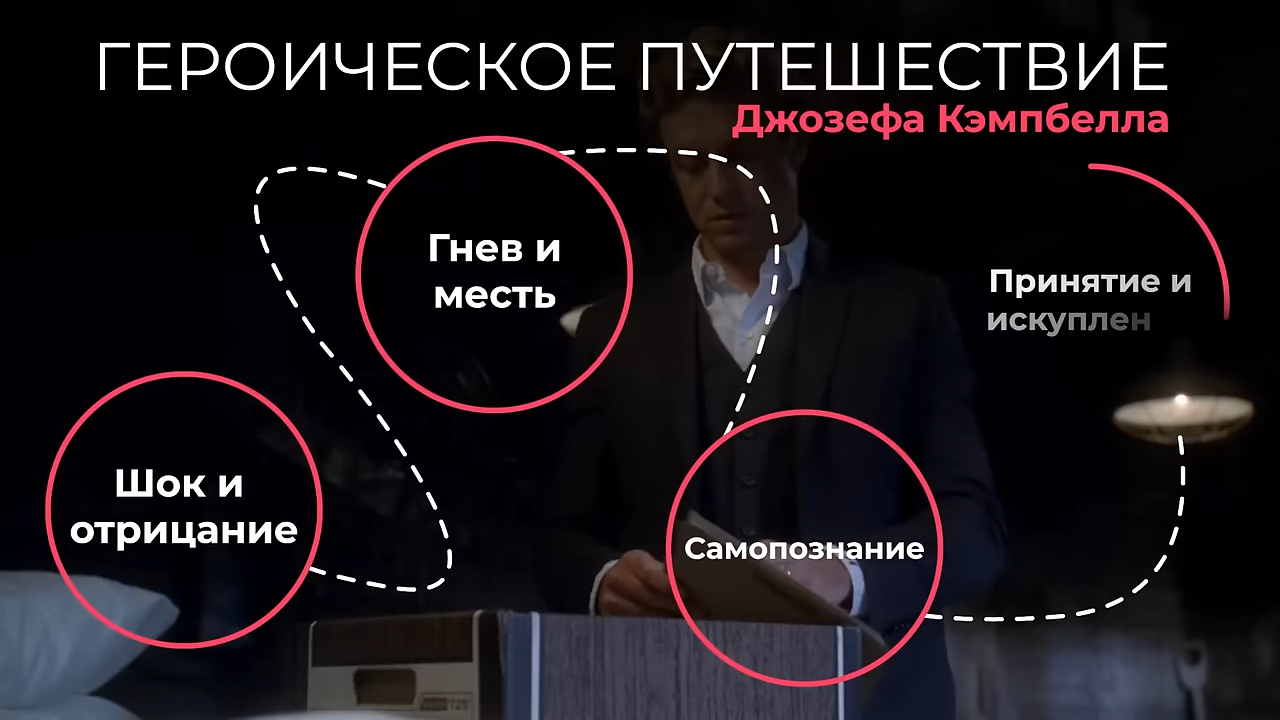 ГЕРОИЧЕСКОЕ ПУТЕШЕСТВИЕ
Джозефа Кэмпбелла
Гнев и
месть
Принятие и
искуплен
Шок и
отрицание
Самопознание